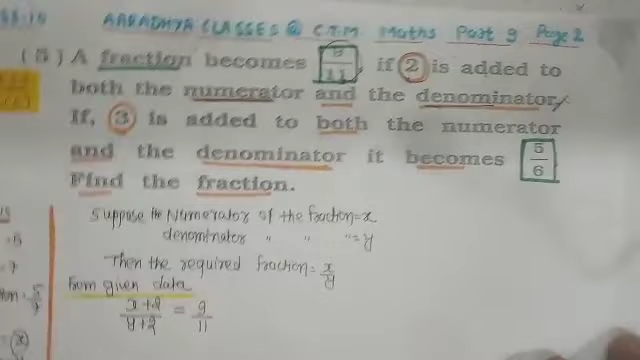 AARADHYA CLASSES @ C.T.M Maths Part 9 Page 2
(5) A fraction becomes 9/11 if 2 is added to
both the numerator and the denominator.
If, 3 is added to both the numerator
and the denominator it becomes 5/6
Find the fraction.
Suppose the Numerator of the fraction = x
denominator " " " = y
Then the required fraction = x/y
from given data
x+2/y+2 = 9/11